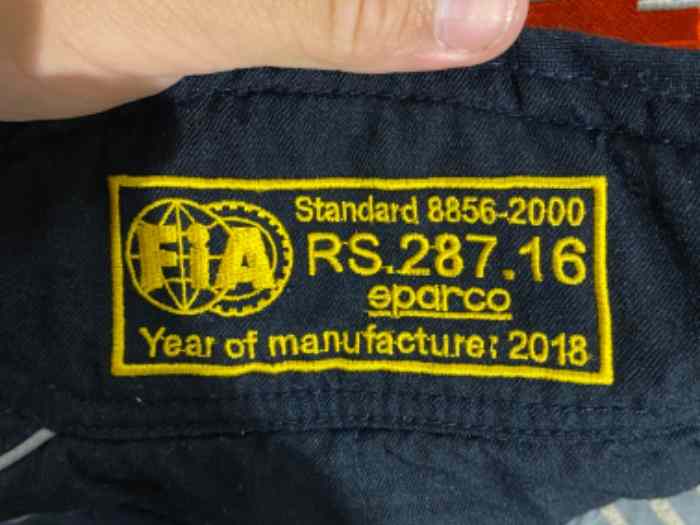 FiA
Standard 8856-2000
RS.287.16
sparco
Year of manufacture: 2018